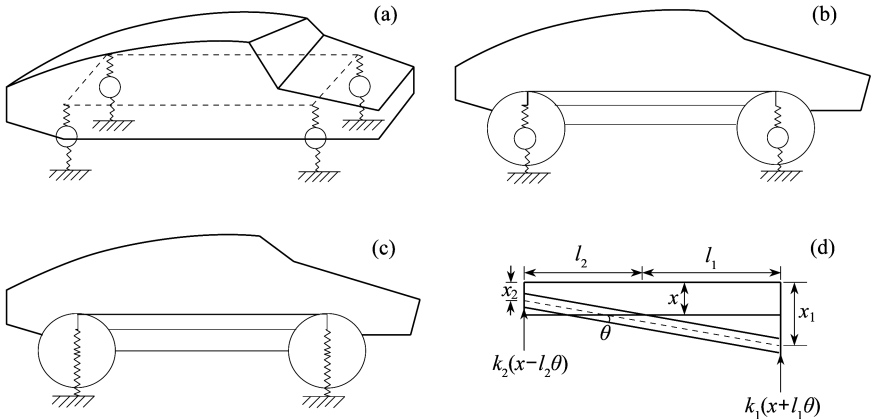 (a)
(b)
(c)
(d)
l₂ l₁
x₂ x x₁
θ
k₂(x−l₂θ)
k₁(x+l₁θ)